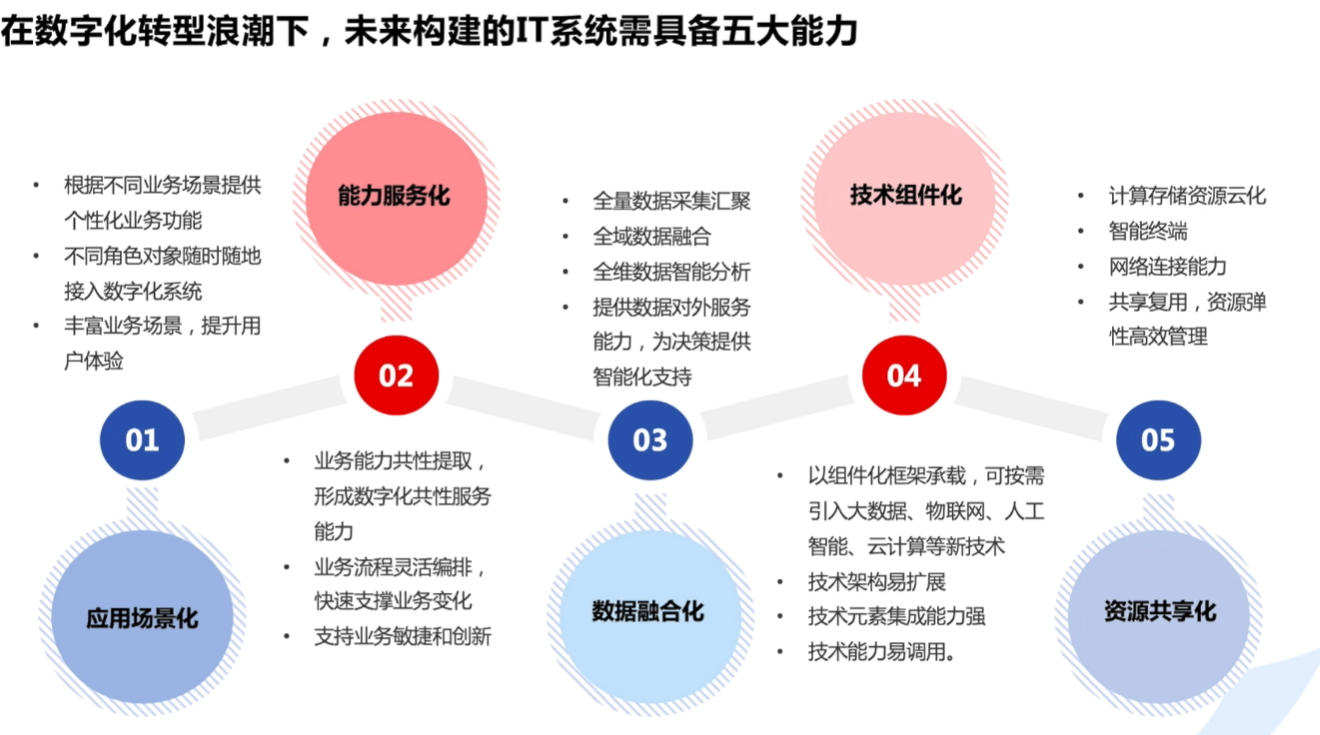 在数字化转型浪潮下，未来构建的IT系统需具备五大能力
• 根据不同业务场景提供
个性化业务功能
• 不同角色对象随时随地
接入数字化系统
• 丰富业务场景，提升用
户体验
01
应用场景化
能力服务化
02
• 业务能力共性提取，
形成数字化共性服务
能力
• 业务流程灵活编排，
快速支撑业务变化
• 支持业务敏捷和创新
• 全量数据采集汇聚
• 全域数据融合
• 全维数据智能分析
• 提供数据对外服务
能力，为决策提供
智能化支持
03
数据融合化
技术组件化
04
• 以组件化框架承载，可按需
引入大数据、物联网、人工
智能、云计算等新技术
• 技术架构易扩展
• 技术元素集成能力强
• 技术能力易调用。
• 计算存储资源云化
• 智能终端
• 网络连接能力
• 共享复用，资源弹
性高效管理
05
资源共享化